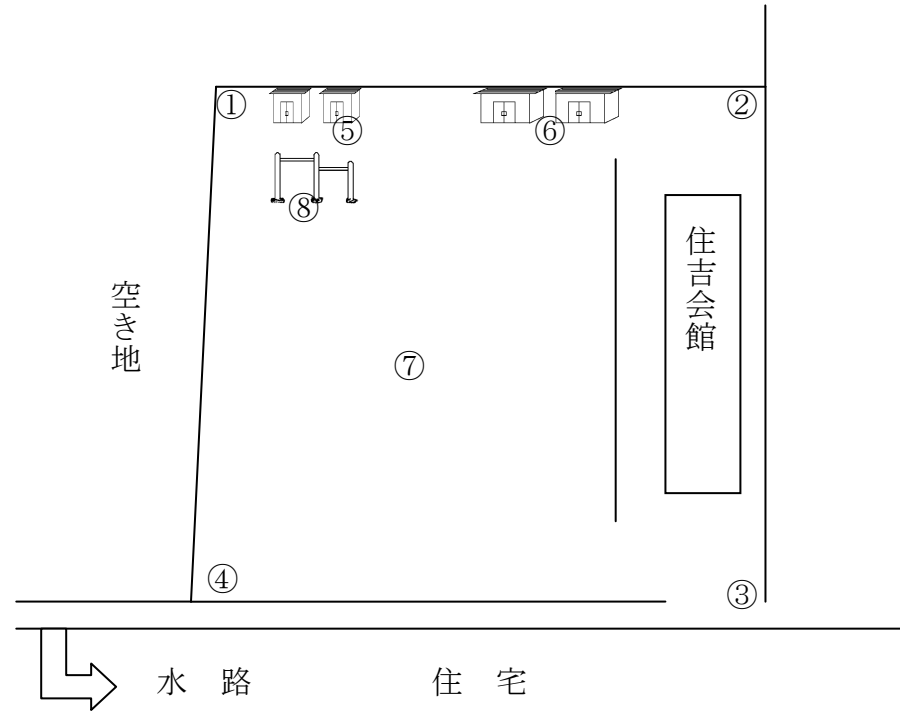 ①
②
⑤
⑥
⑧
住吉会館
空き地
⑦
④
③
水 路
住 宅